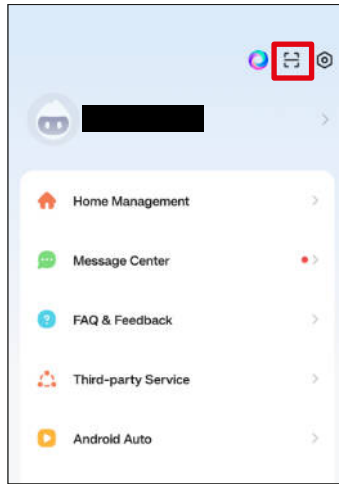 Home Management
Message Center
FAQ & Feedback
Third-party Service
Android Auto